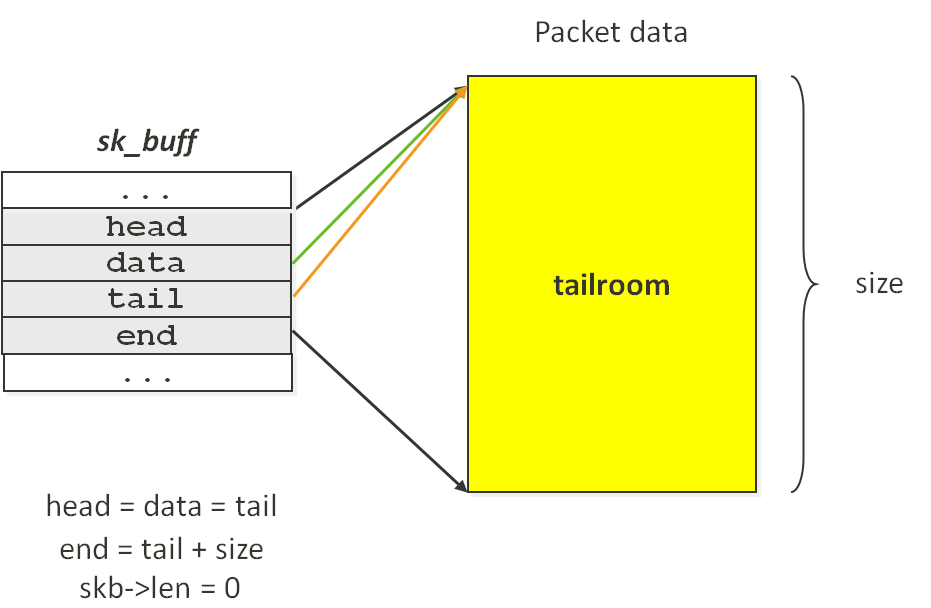 Packet data
sk_buff
...
head
data
tail
end
...
tailroom
size
head = data = tail
end = tail + size
skb->len = 0